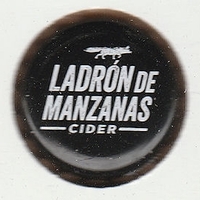 LADRÓN DE
MANZANAS
CIDER